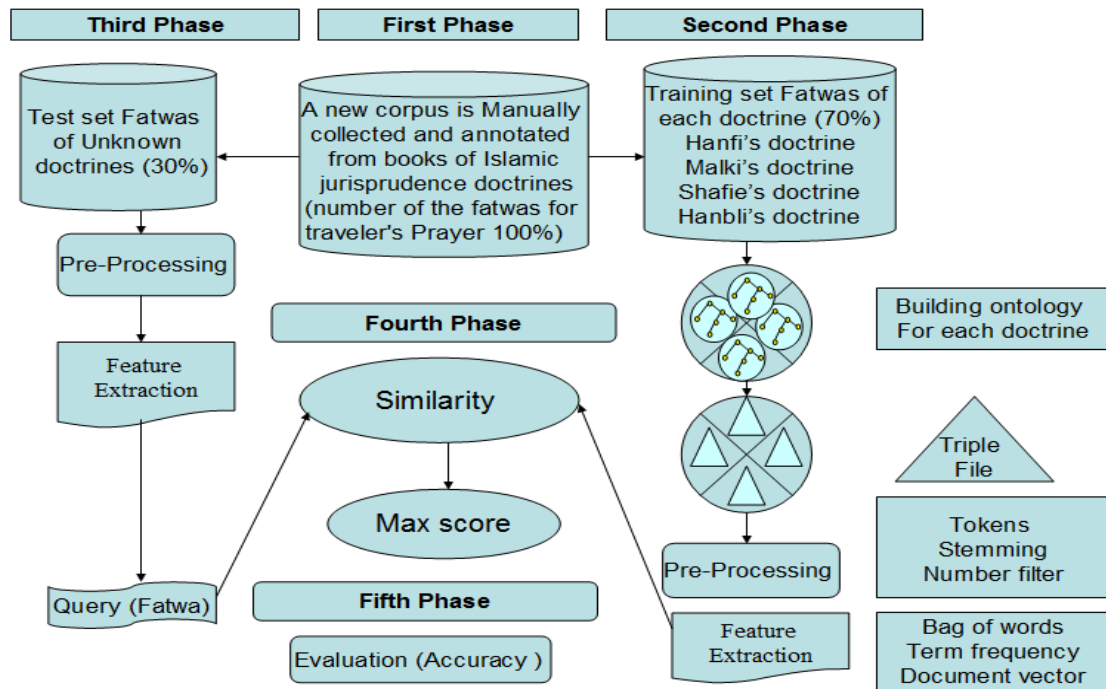 Third Phase
First Phase
Second Phase
Test set Fatwas
of Unknown
doctrines (30%)
A new corpus is Manually
collected and annotated
from books of Islamic
jurisprudence doctrines
(number of the fatwas for
traveler's Prayer 100%)
Training set Fatwas of
each doctrine (70%)
Hanfi's doctrine
Malki's doctrine
Shafie's doctrine
Hanbli's doctrine
Pre-Processing
Feature
Extraction
Query (Fatwa)
Fourth Phase
Similarity
Max score
Fifth Phase
Evaluation (Accuracy )
Building ontology
For each doctrine
Triple
File
Pre-Processing
Tokens
Stemming
Number filter
Feature
Extraction
Bag of words
Term frequency
Document vector